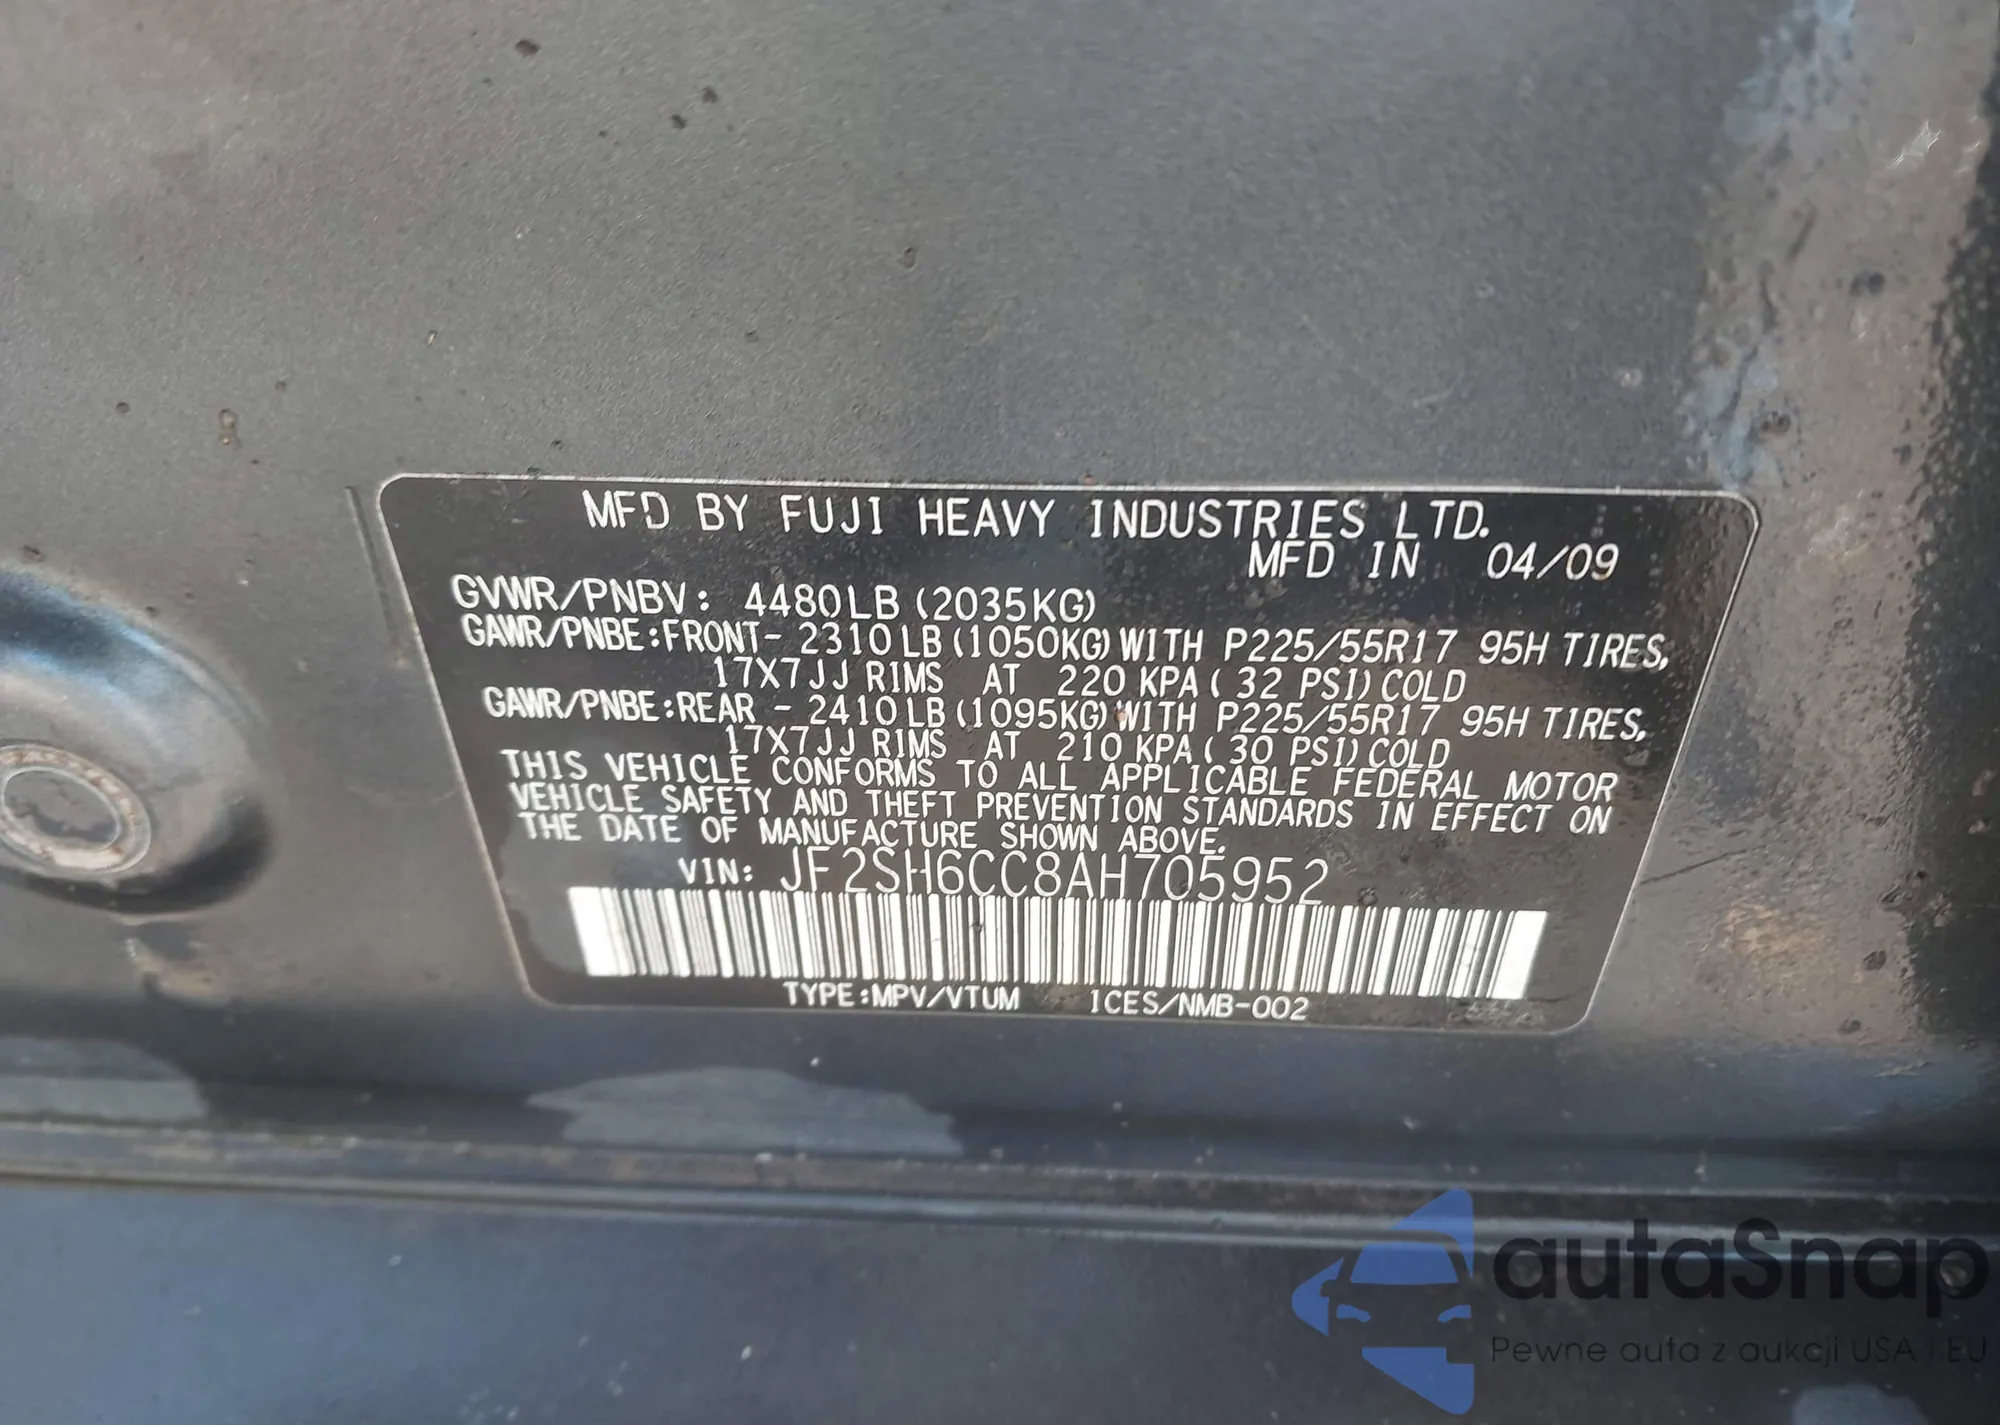 MFD BY FUJI HEAVY INDUSTRIES LTD.
MFD IN 04/09
GVWR/PNBV: 4480LB (2035KG)
GAWR/PNBE:FRONT- 2310LB(1050KG)WITH P225/55R17 95H TIRES,
17X7JJ RIMS AT 220 KPA( 32 PSI)COLD
GAWR/PNBE:REAR - 2410LB(1095KG)WITH P225/55R17 95H TIRES,
17X7JJ RIMS AT 210 KPA( 30 PSI)COLD
THIS VEHICLE CONFORMS TO ALL APPLICABLE FEDERAL MOTOR
VEHICLE SAFETY AND THEFT PREVENTION STANDARDS IN EFFECT ON
THE DATE OF MANUFACTURE SHOWN ABOVE.
VIN: JF2SH6CC8AH705952
TYPE:MPV/VTUM ICES/NMB-002
autaSnap
Pewne auta z aukcji USA i EU